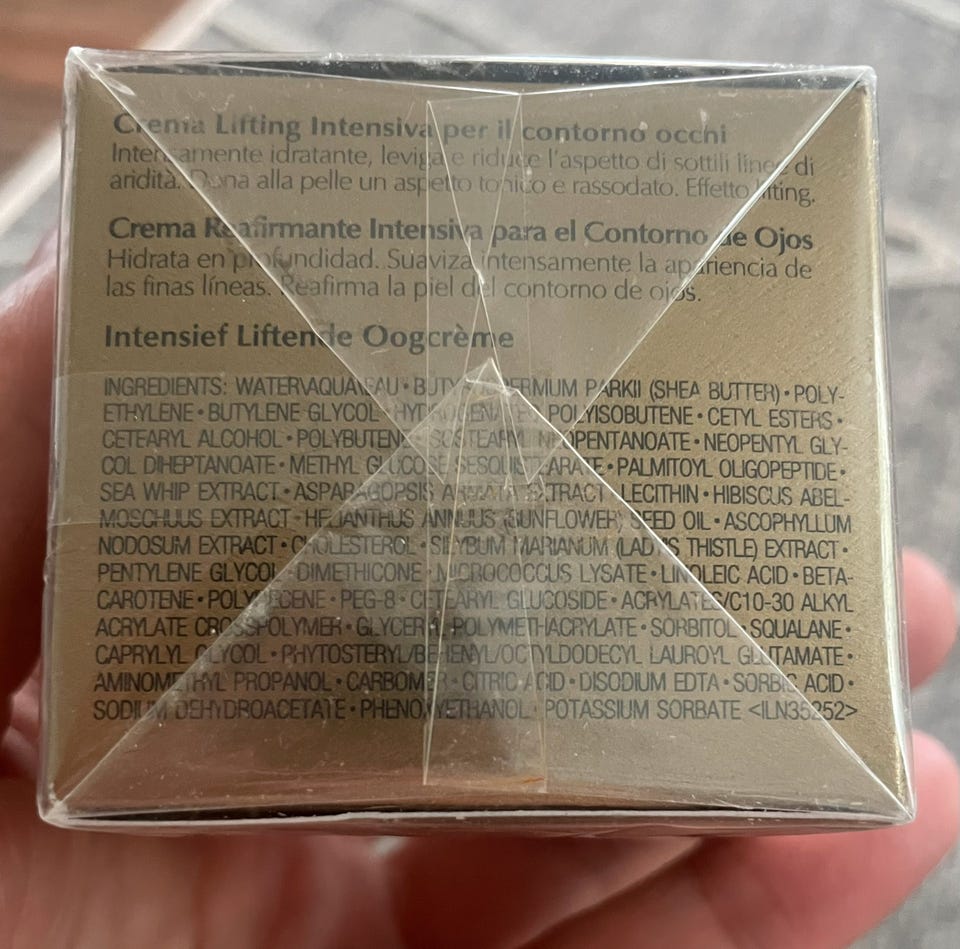 Crema Lifting Intensiva per il contorno occhi
Intensamente idratante, leviga e riduce l'aspetto di sottili linee di
aridità. Dona alla pelle un aspetto tonico e rassodato. Effetto lifting.
Crema Reafirmante Intensiva para el Contorno de Ojos
Hidrata en profundidad. Suaviza intensamente la apariencia de
las finas líneas. Reafirma la piel del contorno de ojos.
Intensief Liftende Oogcrème
INGREDIENTS: WATER\AQUA\EAU • PARKII (SHEA BUTTER) • POLY-
ETHYLENE • BUTYLENE GLYCOL • HYDROGENATED POLYISOBUTENE • CETYL ESTERS •
CETEARYL ALCOHOL • POLYBUTENE • NEOPENTANOATE • NEOPENTYL GLY-
COL DIHEPTANOATE • METHYL GLUCOSE SESQUISTEARATE • PALMITOYL OLIGOPEPTIDE •
SEA WHIP EXTRACT • ASPARAGOPSIS ARMATA EXTRACT • LECITHIN • HIBISCUS ABEL-
MOSCHUUS EXTRACT • HELIANTHUS ANNUUS (SUNFLOWER) SEED OIL • ASCOPHYLLUM
NODOSUM EXTRACT • CHOLESTEROL • SILYBUM MARIANUM (LADY'S THISTLE) EXTRACT •
PENTYLENE GLYCOL • DIMETHICONE • MICROCOCCUS LYSATE • LINOLEIC ACID • BETA-
CAROTENE • POLYDECENE • PEG-8 • CETEARYL GLUCOSIDE • ACRYLATES/C10-30 ALKYL
ACRYLATE CROSSPOLYMER • GLYCERYL POLYMETHACRYLATE • SORBITOL • SQUALANE •
CAPRYLYL GLYCOL • PHYTOSTERYL/BEHENYL/OCTYLDODECYL LAUROYL GLUTAMATE •
AMINOMETHYL PROPANOL • CARBOMER • CITRIC ACID • DISODIUM EDTA • SORBIC ACID •
SODIUM DEHYDROACETATE • PHENOXYETHANOL • POTASSIUM SORBATE <ILN35252>